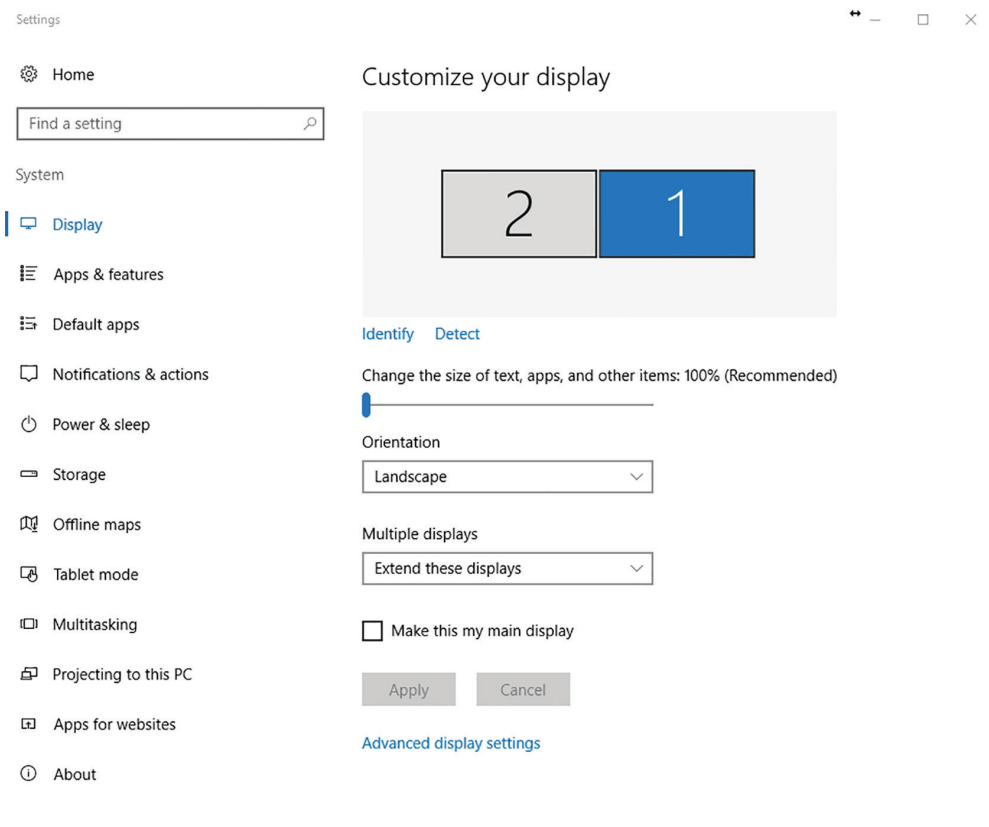 Settings
Home
Find a setting
System
Display
Apps & features
Default apps
Notifications & actions
Power & sleep
Storage
Offline maps
Tablet mode
Multitasking
Projecting to this PC
Apps for websites
About
Customize your display
2 1
Identify Detect
Change the size of text, apps, and other items: 100% (Recommended)
Orientation
Landscape
Multiple displays
Extend these displays
Make this my main display
Apply Cancel
Advanced display settings